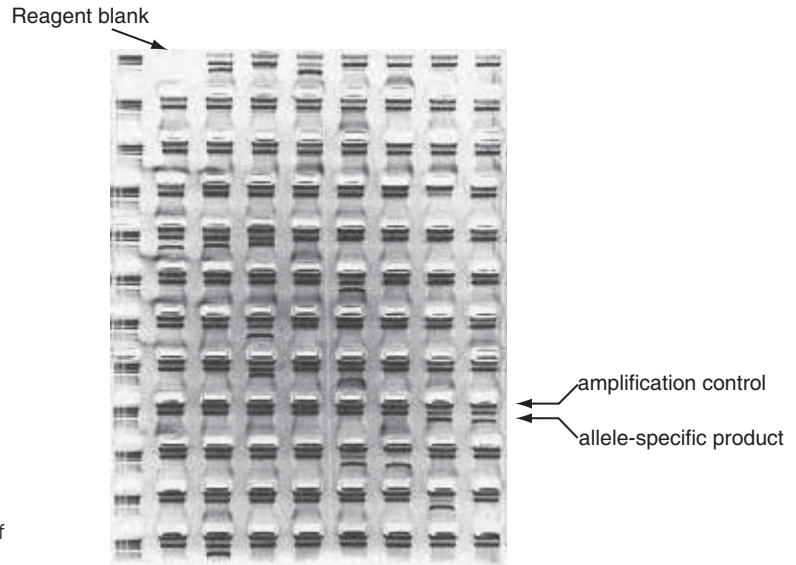 Reagent blank
amplification control
allele-specific product
f